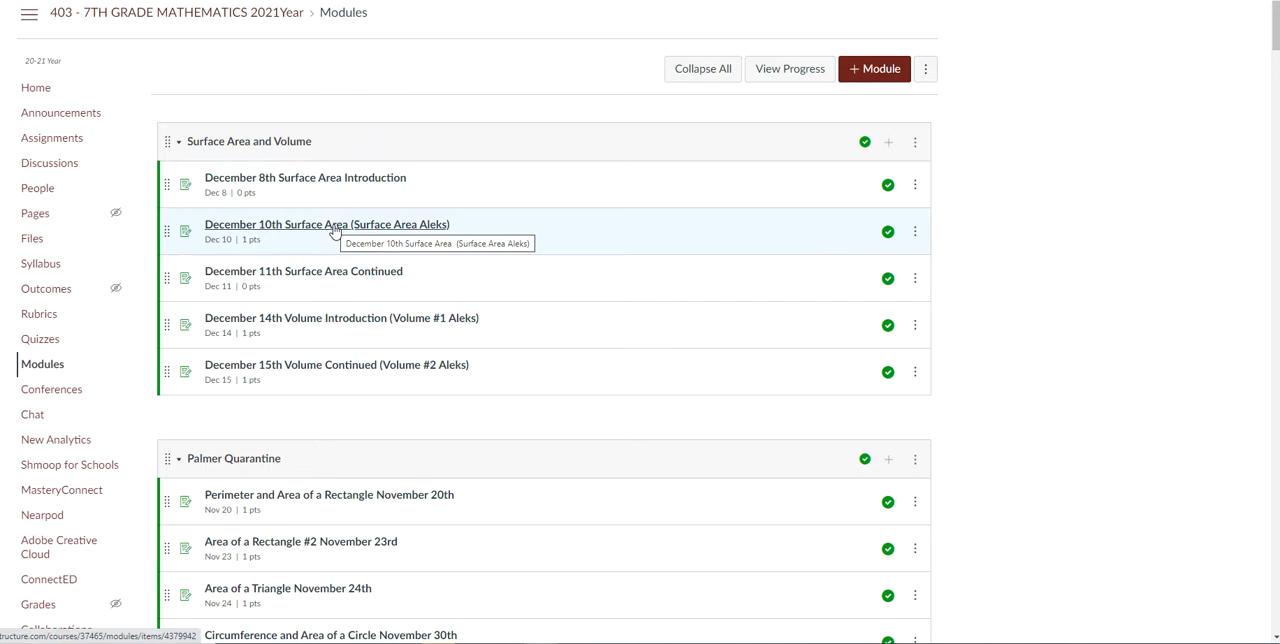 403 - 7TH GRADE MATHEMATICS 2021Year › Modules
20-21 Year
Home
Announcements
Assignments
Discussions
People
Pages
Files
Syllabus
Outcomes
Rubrics
Quizzes
Modules
Conferences
Chat
New Analytics
Shmoop for Schools
MasteryConnect
Nearpod
Adobe Creative
Cloud
ConnectED
Grades
Collaborations
Collapse All
View Progress
+ Module
Surface Area and Volume
December 8th Surface Area Introduction
Dec 8 | 0 pts
December 10th Surface Area (Surface Area Aleks)
Dec 10 | 1 pts
December 10th Surface Area (Surface Area Aleks)
December 11th Surface Area Continued
Dec 11 | 0 pts
December 14th Volume Introduction (Volume #1 Aleks)
Dec 14 | 1 pts
December 15th Volume Continued (Volume #2 Aleks)
Dec 15 | 1 pts
Palmer Quarantine
Perimeter and Area of a Rectangle November 20th
Nov 20 | 1 pts
Area of a Rectangle #2 November 23rd
Nov 23 | 1 pts
Area of a Triangle November 24th
Nov 24 | 1 pts
Circumference and Area of a Circle November 30th
tructure.com/courses/37465/modules/items/4379942